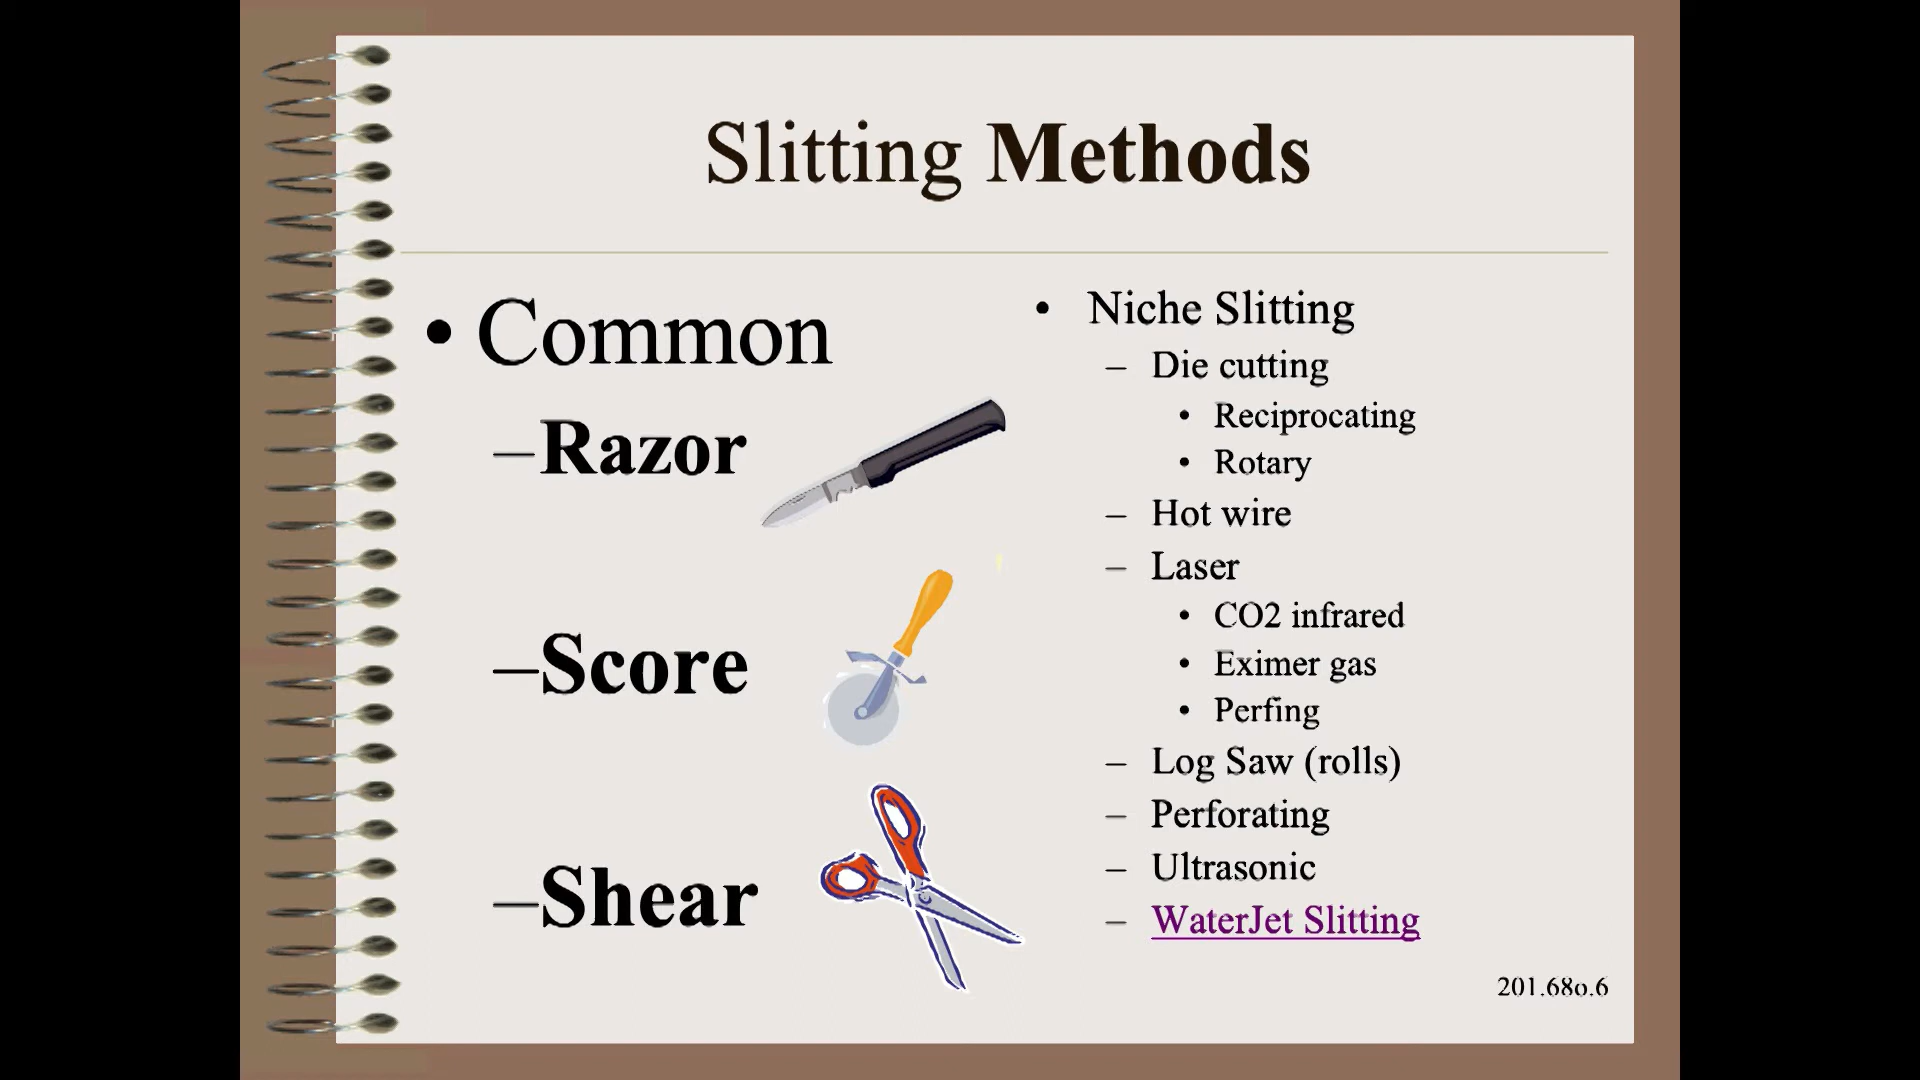 Slitting Methods
• Common
–Razor
–Score
–Shear
• Niche Slitting
– Die cutting
• Reciprocating
• Rotary
– Hot wire
– Laser
• CO2 infrared
• Eximer gas
• Perfing
– Log Saw (rolls)
– Perforating
– Ultrasonic
– WaterJet Slitting
201.68o.6